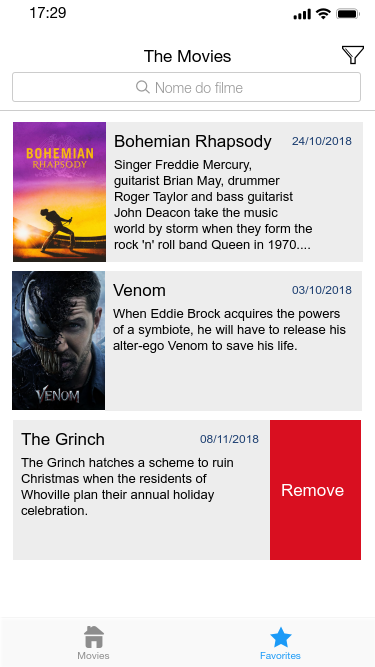 17:29
The Movies
Nome do filme
BOHEMIAN
RHAPSODY
Bohemian Rhapsody 24/10/2018
Singer Freddie Mercury,
guitarist Brian May, drummer
Roger Taylor and bass guitarist
John Deacon take the music
world by storm when they form the
rock 'n' roll band Queen in 1970....
VENOM
Venom 03/10/2018
When Eddie Brock acquires the powers
of a symbiote, he will have to release his
alter-ego Venom to save his life.
The Grinch 08/11/2018
The Grinch hatches a scheme to ruin
Christmas when the residents of
Whoville plan their annual holiday
celebration.
Remove
Movies Favorites